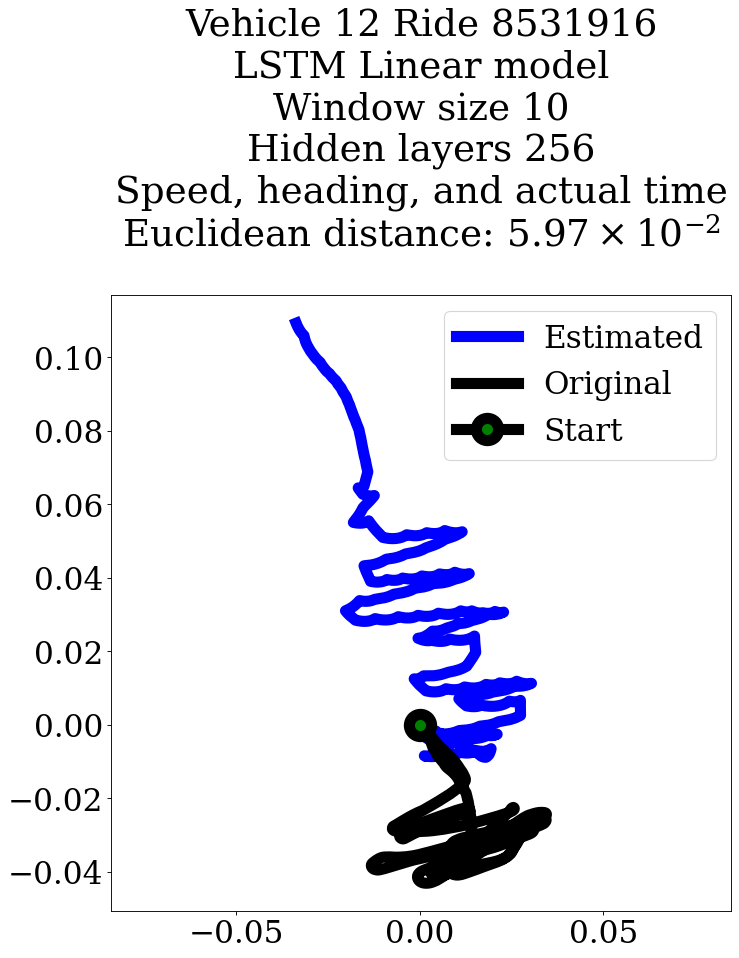 Vehicle 12 Ride 8531916
LSTM Linear model
Window size 10
Hidden layers 256
Speed, heading, and actual time
Euclidean distance: 5.97 × 10⁻²
Estimated
Original
Start
0.10
0.08
0.06
0.04
0.02
0.00
−0.02
−0.04
−0.05 0.00 0.05